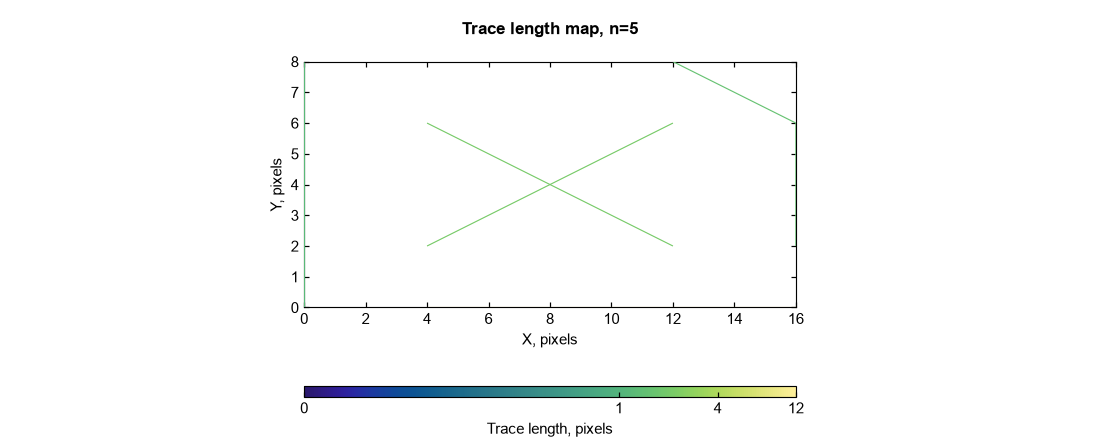 Trace length map, n=5
8
7
6
5
4
3
2
1
0
Y, pixels
0 2 4 6 8 10 12 14 16
X, pixels
0 1 4 12
Trace length, pixels